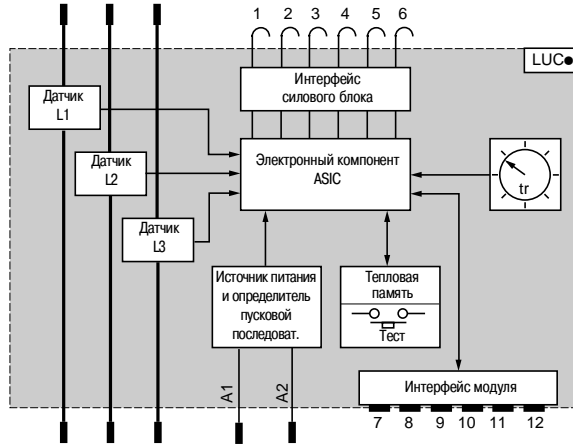 1 2 3 4 5 6
LUC●
Интерфейс
силового блока
Датчик
L1
Датчик
L2
Датчик
L3
Электронный компонент
ASIC
tr
Источник питания
и определитель
пусковой
последоват.
Тепловая
память
Тест
A1
A2
Интерфейс модуля
7 8 9 10 11 12